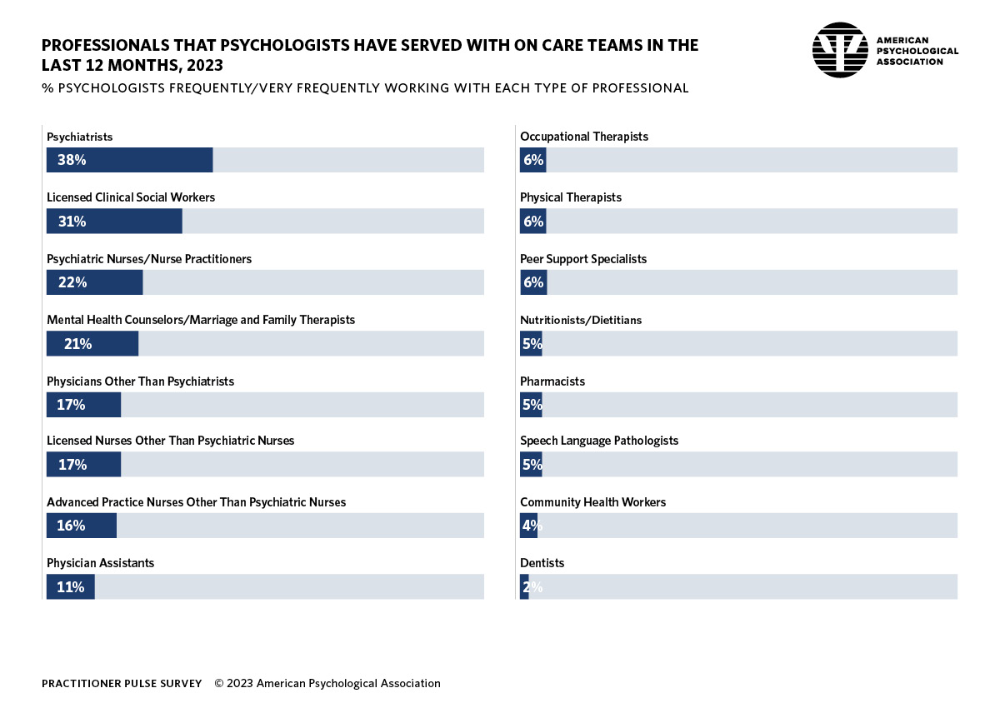 PROFESSIONALS THAT PSYCHOLOGISTS HAVE SERVED WITH ON CARE TEAMS IN THE
LAST 12 MONTHS, 2023
% PSYCHOLOGISTS FREQUENTLY/VERY FREQUENTLY WORKING WITH EACH TYPE OF PROFESSIONAL
AMERICAN
PSYCHOLOGICAL
ASSOCIATION
Psychiatrists
38%
Licensed Clinical Social Workers
31%
Psychiatric Nurses/Nurse Practitioners
22%
Mental Health Counselors/Marriage and Family Therapists
21%
Physicians Other Than Psychiatrists
17%
Licensed Nurses Other Than Psychiatric Nurses
17%
Advanced Practice Nurses Other Than Psychiatric Nurses
16%
Physician Assistants
11%
Occupational Therapists
6%
Physical Therapists
6%
Peer Support Specialists
6%
Nutritionists/Dietitians
5%
Pharmacists
5%
Speech Language Pathologists
5%
Community Health Workers
4%
Dentists
2%
PRACTITIONER PULSE SURVEY © 2023 American Psychological Association